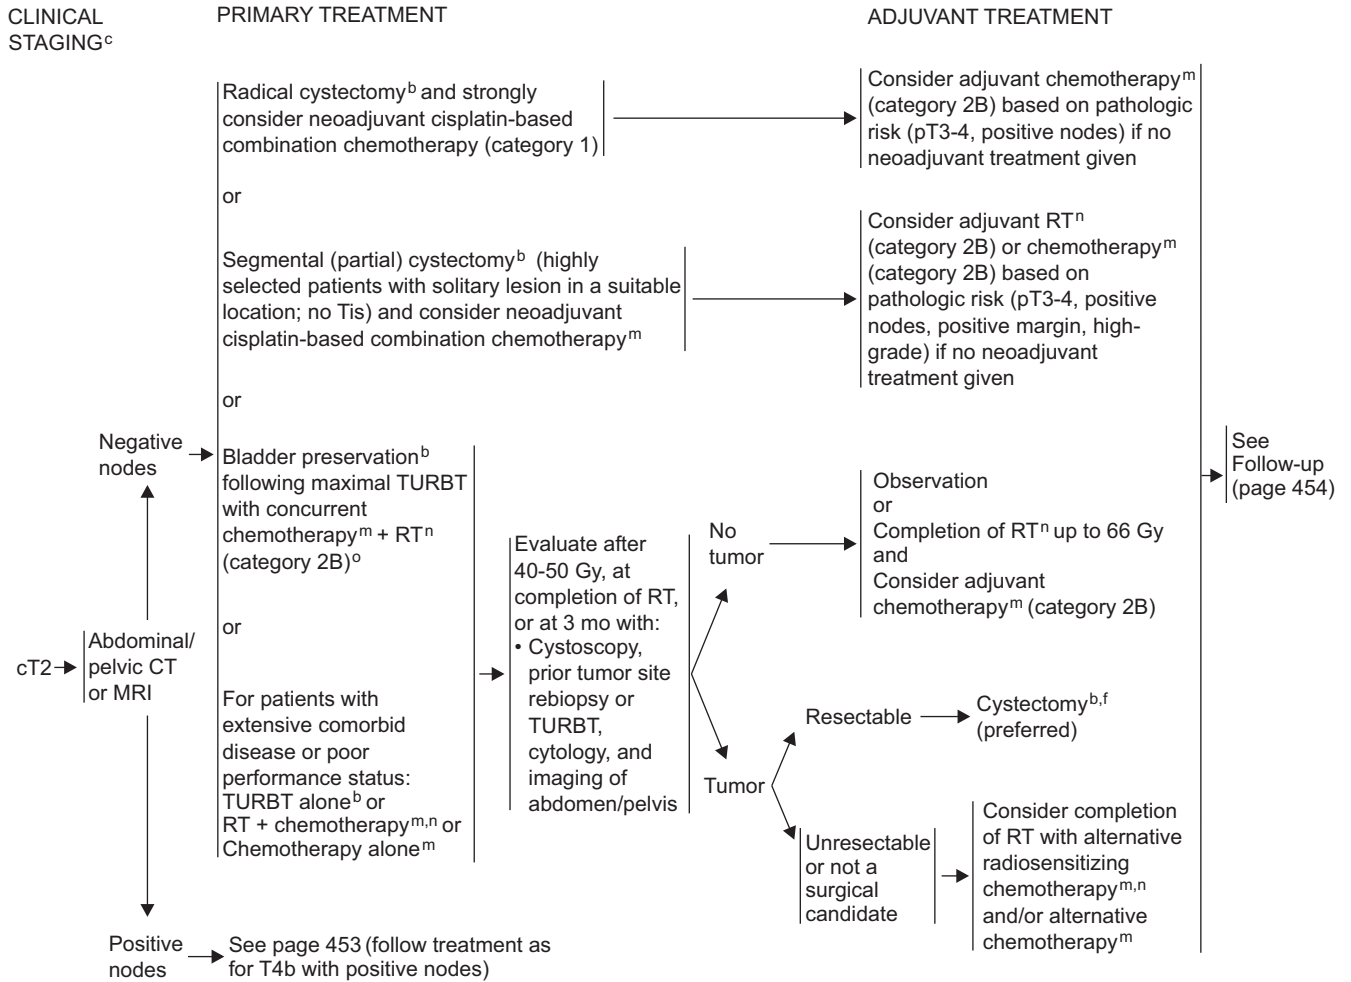 CLINICAL
STAGINGc
PRIMARY TREATMENT
ADJUVANT TREATMENT
Radical cystectomyb and strongly
consider neoadjuvant cisplatin-based
combination chemotherapy (category 1)
Consider adjuvant chemotherapym
(category 2B) based on pathologic
risk (pT3-4, positive nodes) if no
neoadjuvant treatment given
or
Segmental (partial) cystectomyb (highly
selected patients with solitary lesion in a suitable
location; no Tis) and consider neoadjuvant
cisplatin-based combination chemotherapym
Consider adjuvant RTn
(category 2B) or chemotherapym
(category 2B) based on
pathologic risk (pT3-4, positive
nodes, positive margin, high-
grade) if no neoadjuvant
treatment given
or
Negative
nodes
Bladder preservationb
following maximal TURBT
with concurrent
chemotherapym + RTn
(category 2B)o
or
For patients with
extensive comorbid
disease or poor
performance status:
TURBT aloneb or
RT + chemotherapym,n or
Chemotherapy alonem
Evaluate after
40-50 Gy, at
completion of RT,
or at 3 mo with:
• Cystoscopy,
prior tumor site
rebiopsy or
TURBT,
cytology, and
imaging of
abdomen/pelvis
No
tumor
Observation
or
Completion of RTn up to 66 Gy
and
Consider adjuvant
chemotherapym (category 2B)
Tumor
Resectable
Cystectomyb,f
(preferred)
Unresectable
or not a
surgical
candidate
Consider completion
of RT with alternative
radiosensitizing
chemotherapym,n
and/or alternative
chemotherapym
See
Follow-up
(page 454)
cT2
Abdominal/
pelvic CT
or MRI
Positive
nodes
See page 453 (follow treatment as
for T4b with positive nodes)